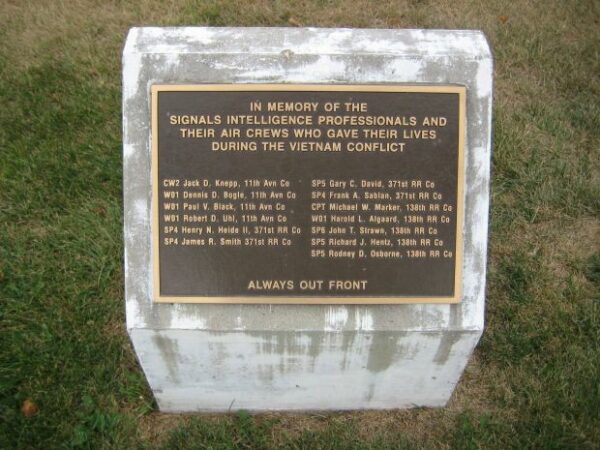 IN MEMORY OF THE
SIGNALS INTELLIGENCE PROFESSIONALS AND
THEIR AIR CREWS WHO GAVE THEIR LIVES
DURING THE VIETNAM CONFLICT
CW2 Jack D. Knepp, 11th Avn Co
W01 Dennis D. Bogle, 11th Avn Co
W01 Paul V. Black, 11th Avn Co
W01 Robert D. Uhl, 11th Avn Co
SP4 Henry N. Heide II, 371st RR Co
SP4 James R. Smith 371st RR Co
SP5 Gary C. David, 371st RR Co
SP4 Frank A. Sablan, 371st RR Co
CPT Michael W. Marker, 138th RR Co
W01 Harold L. Algaard, 138th RR Co
SP6 John T. Strawn, 138th RR Co
SP5 Richard J. Hentz, 138th RR Co
SP5 Rodney D. Osborne, 138th RR Co
ALWAYS OUT FRONT